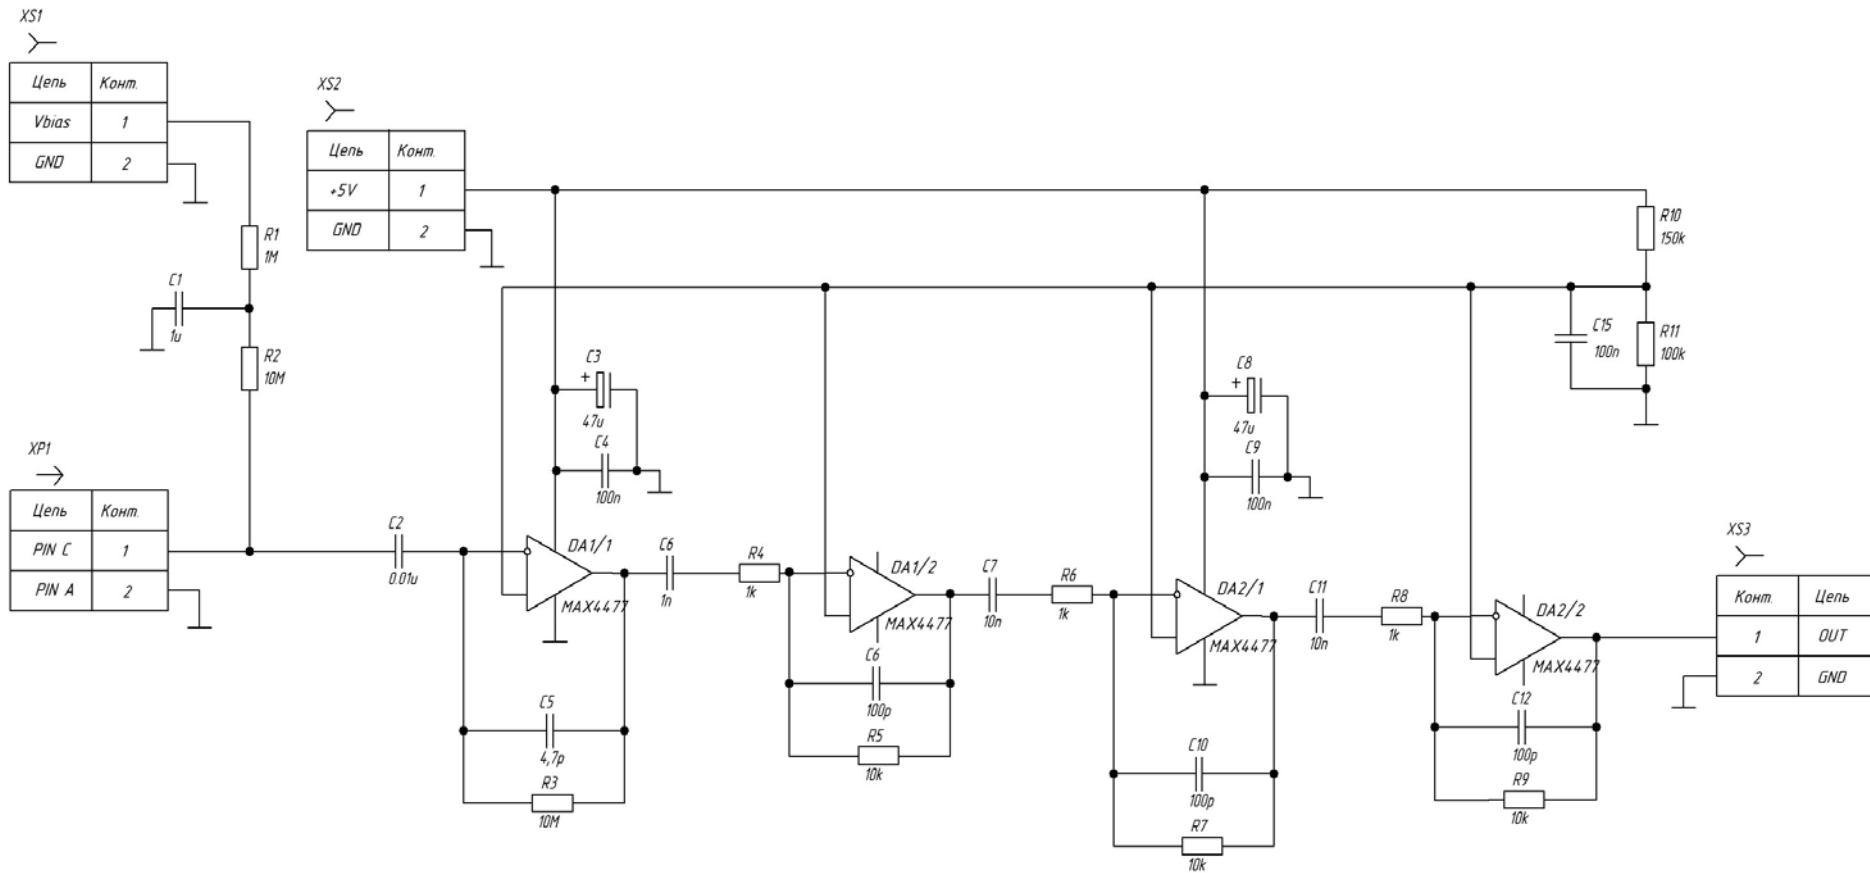 XS1
Цепь Конт.
Vbias 1
GND 2
XS2
Цепь Конт.
+5V 1
GND 2
R1
1M
C1
1u
R2
10M
R10
150k
C15
100n
R11
100k
C3
+
47u
C4
100n
C8
+
47u
C9
100n
XP1
Цепь Конт.
PIN C 1
PIN A 2
C2
0.01u
DA1/1
MAX4477
C6
1n
R4
1k
DA1/2
MAX4477
C7
10n
R6
1k
DA2/1
MAX4477
C11
10n
R8
1k
DA2/2
MAX4477
XS3
Конт. Цепь
1 OUT
2 GND
C5
4,7p
R3
10M
C6
100p
R5
10k
C10
100p
R7
10k
C12
100p
R9
10k